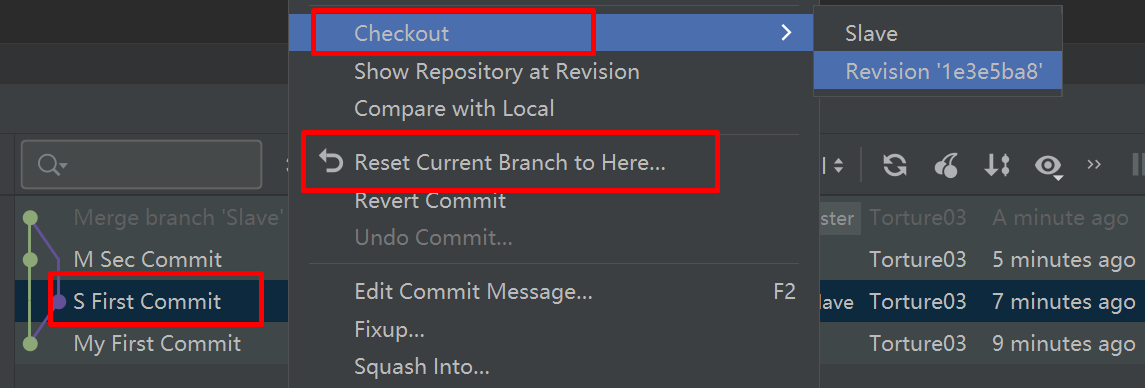 Checkout
Slave
Revision '1e3e5ba8'
Show Repository at Revision
Compare with Local
Reset Current Branch to Here...
Revert Commit
Undo Commit...
Edit Commit Message... F2
Fixup...
Squash Into...
Merge branch 'Slave' ster Torture03 A minute ago
M Sec Commit Torture03 5 minutes ago
S First Commit lave Torture03 7 minutes ago
My First Commit Torture03 9 minutes ago